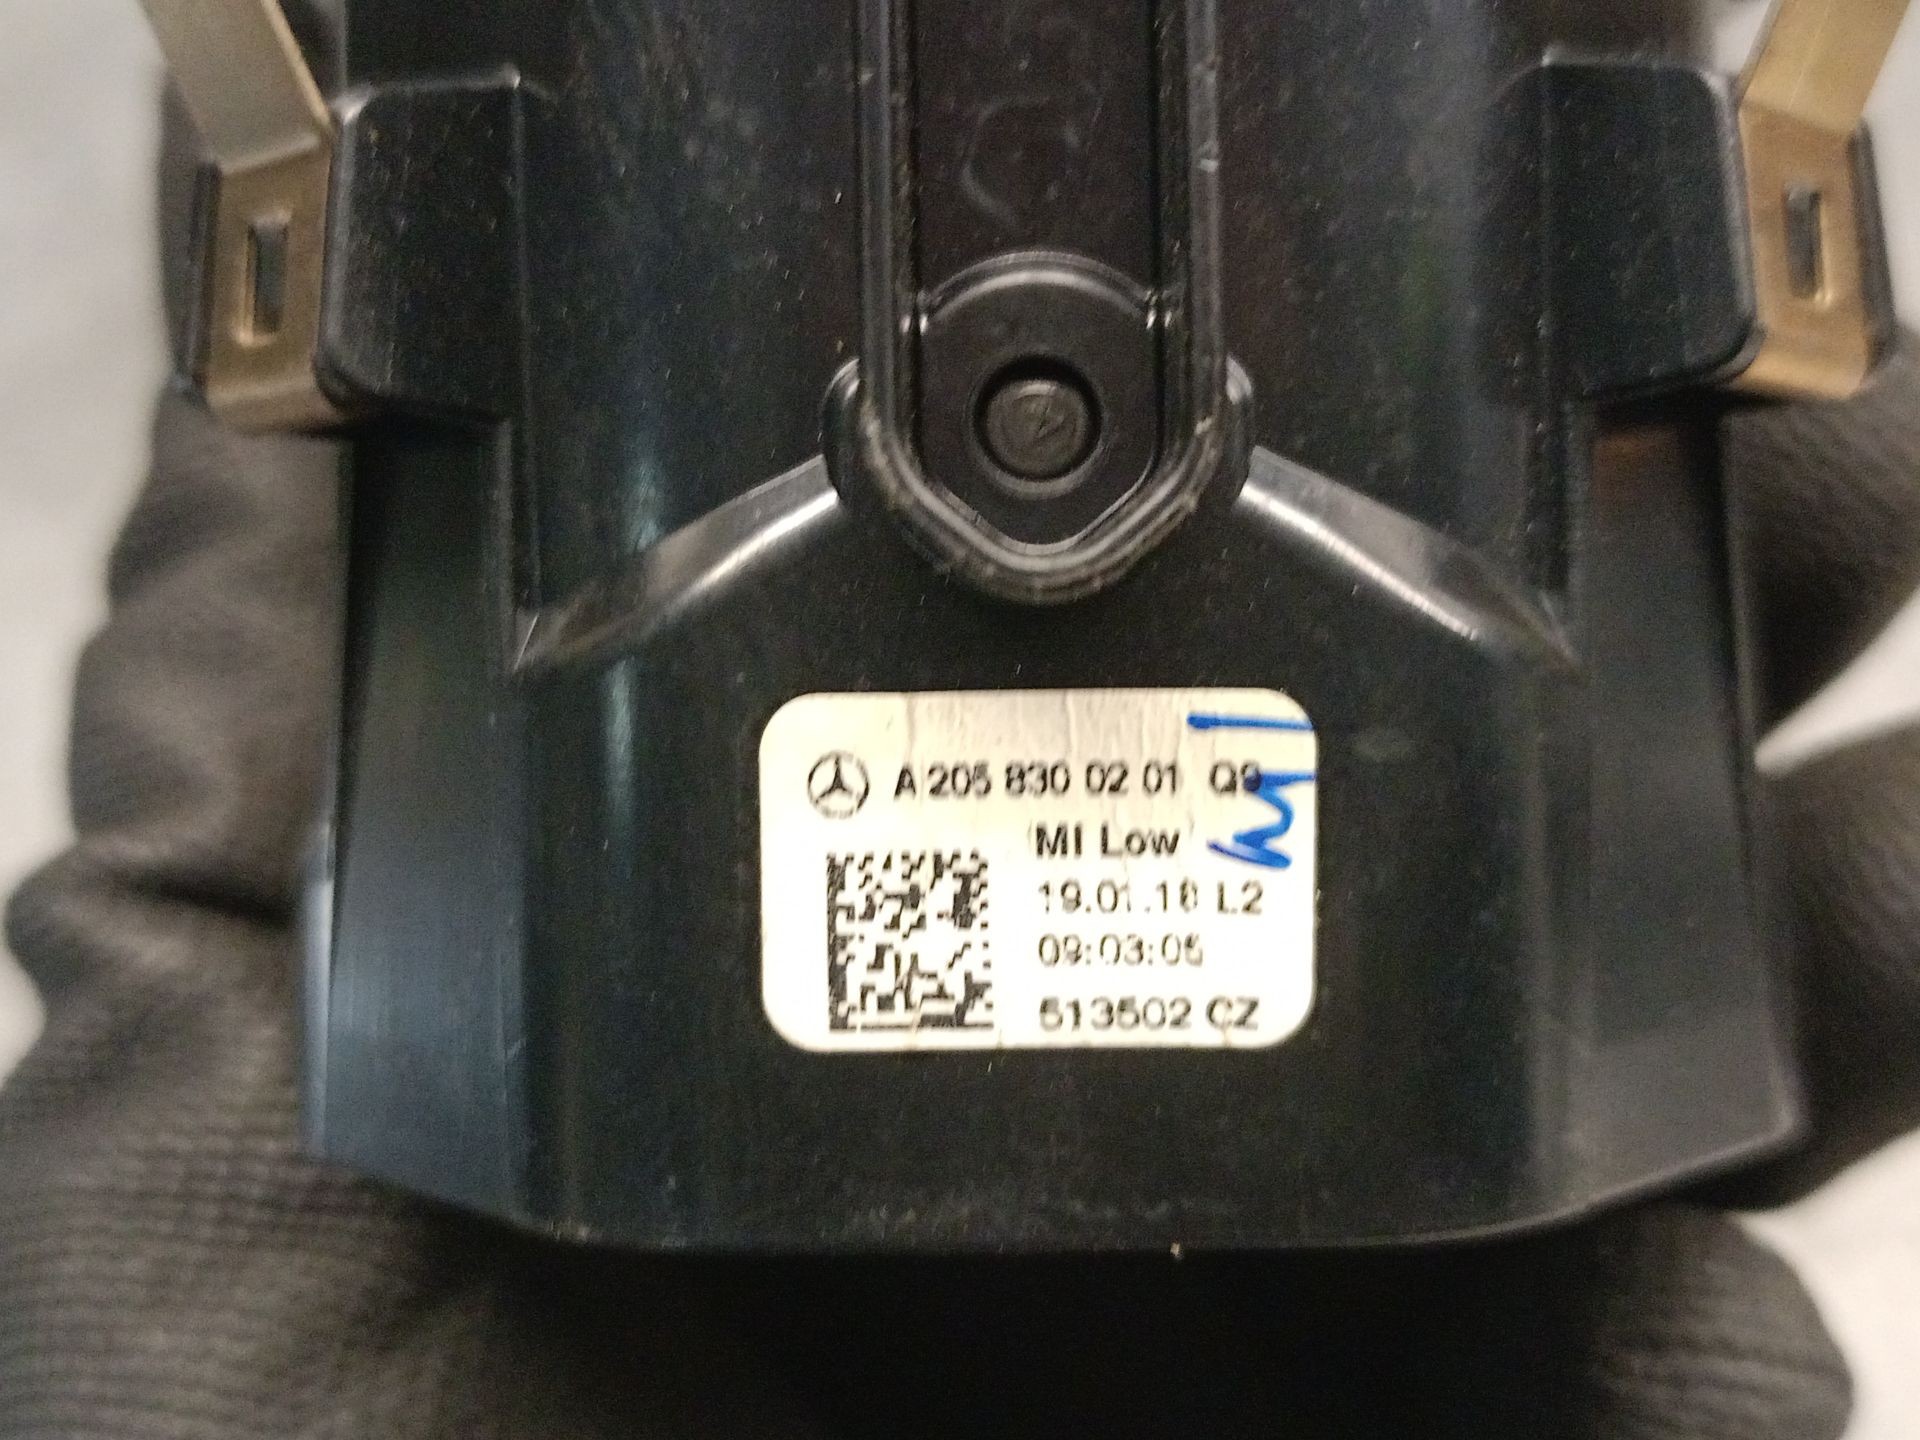 A 205 830 02 01 Q9
MI Low
19.01.18 L2
09:03:05
513502 CZ